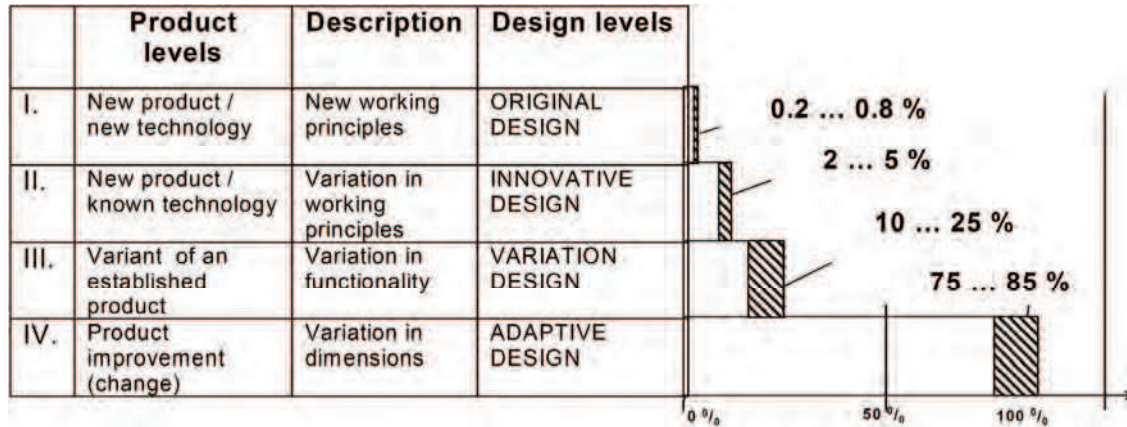 Product levels
Description
Design levels
I.
New product /
new technology
New working
principles
ORIGINAL
DESIGN
0.2 ... 0.8 %
II.
New product /
known technology
Variation in
working
principles
INNOVATIVE
DESIGN
2 ... 5 %
III.
Variant of an
established
product
Variation in
functionality
VARIATION
DESIGN
10 ... 25 %
IV.
Product
improvement
(change)
Variation in
dimensions
ADAPTIVE
DESIGN
75 ... 85 %
0 %
50 %
100 %